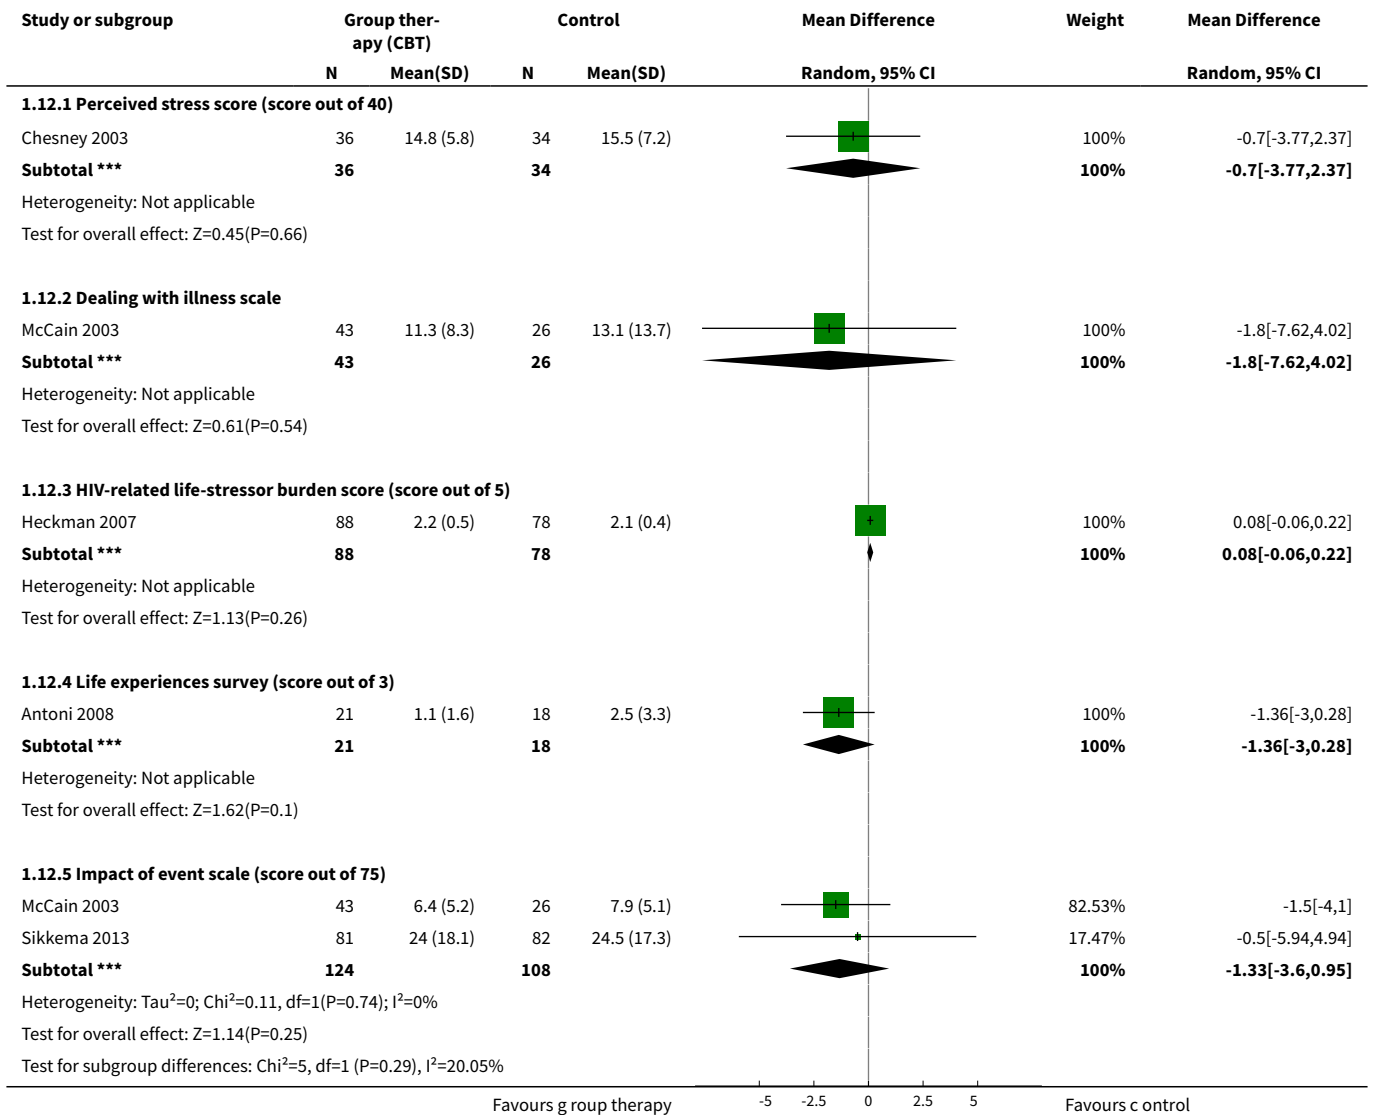 Study or subgroup Group ther- Control Mean Difference Weight Mean Difference
apy (CBT)
N Mean(SD) N Mean(SD) Random, 95% CI Random, 95% CI
1.12.1 Perceived stress score (score out of 40)
Chesney 2003 36 14.8 (5.8) 34 15.5 (7.2) 100% -0.7[-3.77,2.37]
Subtotal *** 36 34 100% -0.7[-3.77,2.37]
Heterogeneity: Not applicable
Test for overall effect: Z=0.45(P=0.66)
1.12.2 Dealing with illness scale
McCain 2003 43 11.3 (8.3) 26 13.1 (13.7) 100% -1.8[-7.62,4.02]
Subtotal *** 43 26 100% -1.8[-7.62,4.02]
Heterogeneity: Not applicable
Test for overall effect: Z=0.61(P=0.54)
1.12.3 HIV-related life-stressor burden score (score out of 5)
Heckman 2007 88 2.2 (0.5) 78 2.1 (0.4) 100% 0.08[-0.06,0.22]
Subtotal *** 88 78 100% 0.08[-0.06,0.22]
Heterogeneity: Not applicable
Test for overall effect: Z=1.13(P=0.26)
1.12.4 Life experiences survey (score out of 3)
Antoni 2008 21 1.1 (1.6) 18 2.5 (3.3) 100% -1.36[-3,0.28]
Subtotal *** 21 18 100% -1.36[-3,0.28]
Heterogeneity: Not applicable
Test for overall effect: Z=1.62(P=0.1)
1.12.5 Impact of event scale (score out of 75)
McCain 2003 43 6.4 (5.2) 26 7.9 (5.1) 82.53% -1.5[-4,1]
Sikkema 2013 81 24 (18.1) 82 24.5 (17.3) 17.47% -0.5[-5.94,4.94]
Subtotal *** 124 108 100% -1.33[-3.6,0.95]
Heterogeneity: Tau²=0; Chi²=0.11, df=1(P=0.74); I²=0%
Test for overall effect: Z=1.14(P=0.25)
Test for subgroup differences: Chi²=5, df=1 (P=0.29), I²=20.05%
Favours g roup therapy -5 -2.5 0 2.5 5 Favours c ontrol